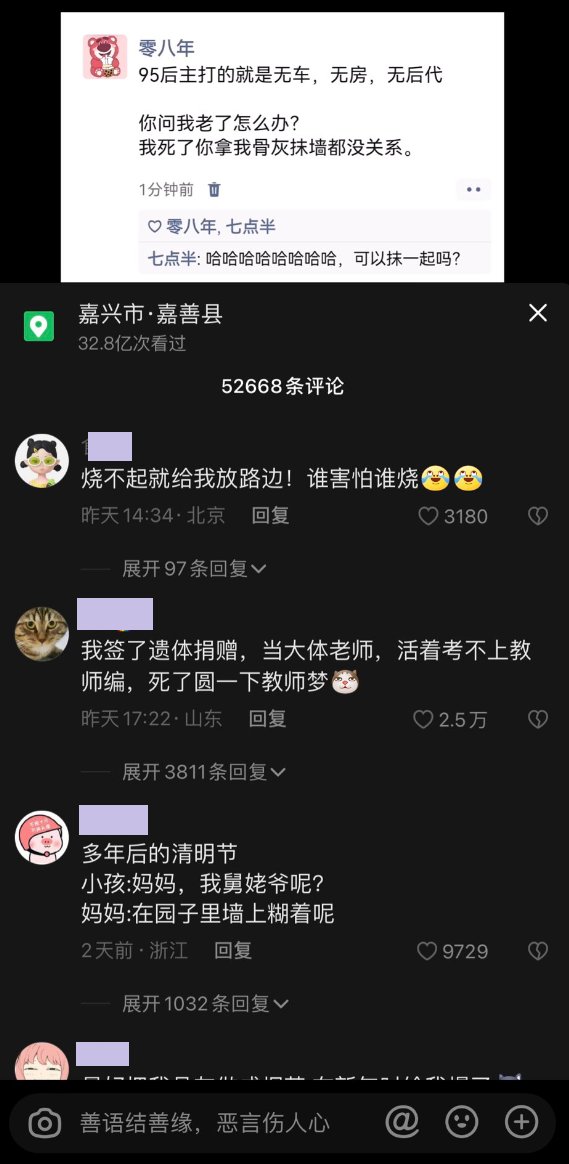 零八年
95后主打的就是无车，无房，无后代
你问我老了怎么办?
我死了你拿我骨灰抹墙都没关系。
1分钟前
零八年, 七点半
七点半: 哈哈哈哈哈哈哈哈，可以抹一起吗?
嘉兴市·嘉善县
32.8亿次看过
52668条评论
烧不起就给我放路边！谁害怕谁烧😂😂
昨天 14:34 · 北京 回复 3180
展开97条回复
我签了遗体捐赠，当大体老师，活着考不上教
师编，死了圆一下教师梦
昨天 17:22 · 山东 回复 2.5万
展开3811条回复
多年后的清明节
小孩:妈妈，我舅姥爷呢?
妈妈:在园子里墙上糊着呢
2天前 · 浙江 回复 9729
展开1032条回复
善语结善缘，恶言伤人心